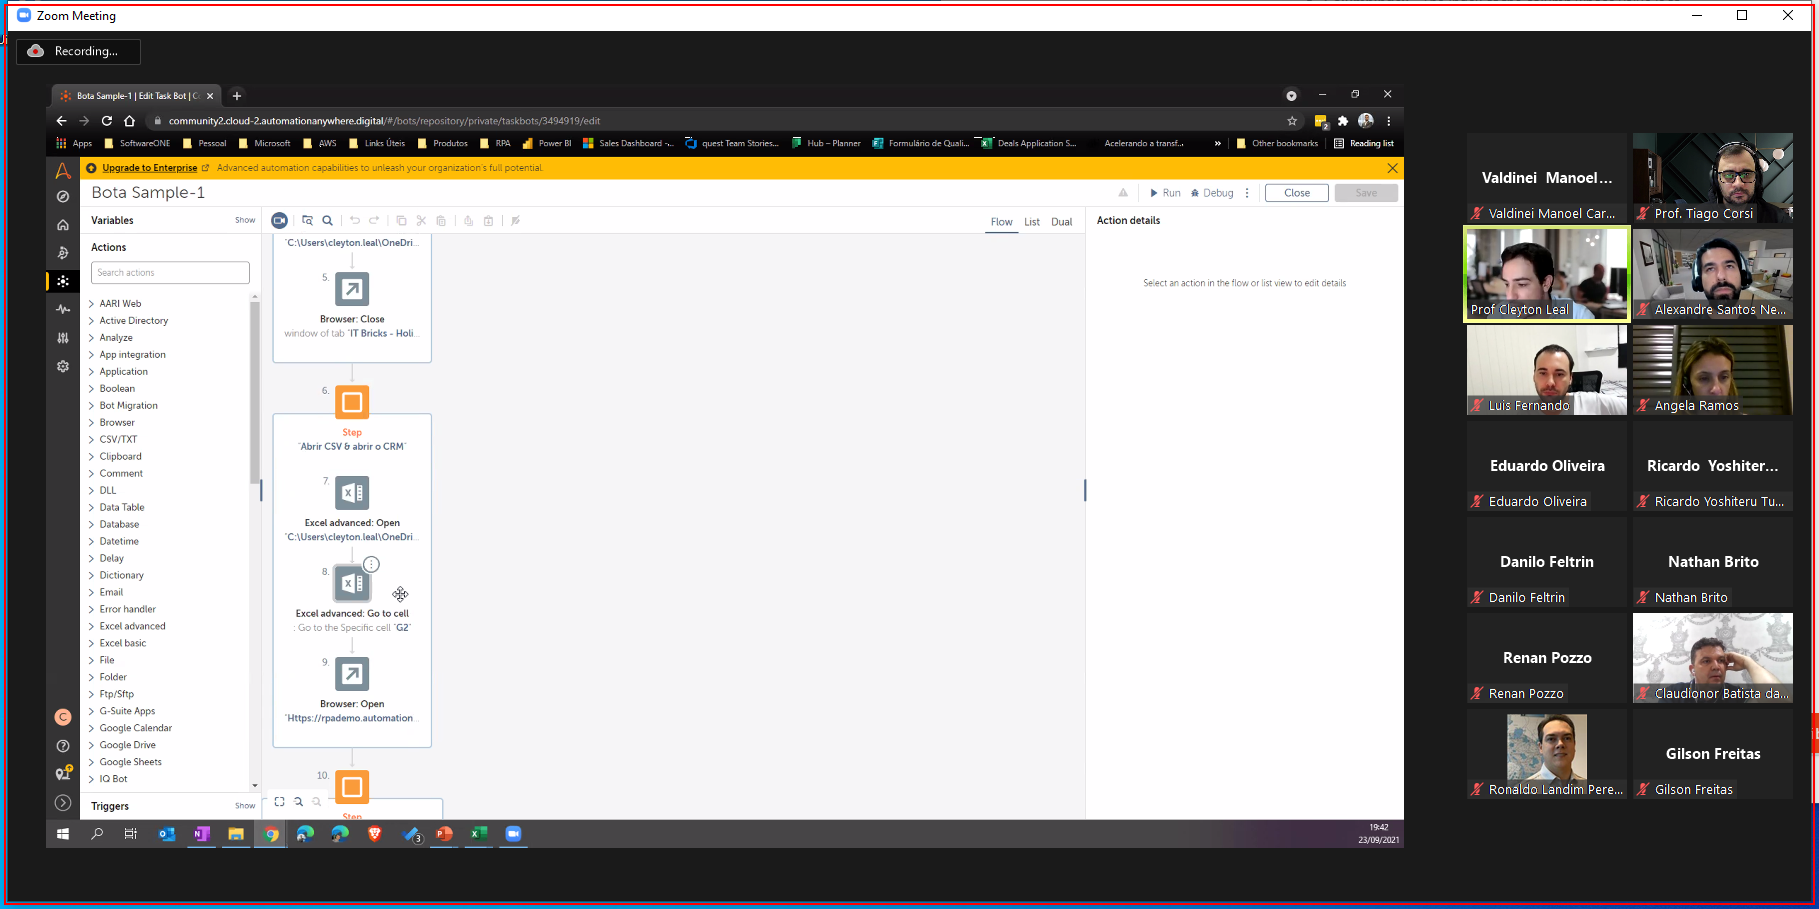 Zoom Meeting
Recording...
Bota Sample-1 | Edit Task Bot | Co
community2.cloud-2.automationanywhere.digital/#/bots/repository/private/taskbots/3494919/edit
Apps SoftwareONE Pessoal Microsoft AWS Links Úteis Produtos RPA Power BI Sales Dashboard -... quest Team Stories... Hub – Planner Formulário de Quali... Deals Application S... Acelerando a transf... » Other bookmarks Reading list
Upgrade to Enterprise Advanced automation capabilities to unleash your organization's full potential.
Bota Sample-1
Run Debug Close Save
Variables Show
Flow List Dual
Action details
Actions
Search actions
Select an action in the flow or list view to edit details
AARI Web
Active Directory
Analyze
App integration
Application
Boolean
Bot Migration
Browser
CSV/TXT
Clipboard
Comment
DLL
Data Table
Database
Datetime
Delay
Dictionary
Email
Error handler
Excel advanced
Excel basic
File
Folder
Ftp/Sftp
G-Suite Apps
Google Calendar
Google Drive
Google Sheets
IQ Bot
Triggers Show
"C:\Users\cleyton.leal\OneDri...
5.
Browser: Close
window of tab "IT Bricks - Holi...
6.
Step
"Abrir CSV & abrir o CRM"
7.
Excel advanced: Open
"C:\Users\cleyton.leal\OneDri...
8.
Excel advanced: Go to cell
: Go to the Specific cell "G2"
9.
Browser: Open
"Https://rpademo.automation...
10.
Step
C
2
3
19:42
23/09/2021
Valdinei Manoel...
Valdinei Manoel Car...
Prof. Tiago Corsi
Prof Cleyton Leal
Alexandre Santos Ne...
Luis Fernando
Angela Ramos
Eduardo Oliveira
Eduardo Oliveira
Ricardo Yoshiter...
Ricardo Yoshiteru Tu...
Danilo Feltrin
Danilo Feltrin
Nathan Brito
Nathan Brito
Renan Pozzo
Renan Pozzo
Claudionor Batista da...
Ronaldo Landim Pere...
Gilson Freitas
Gilson Freitas